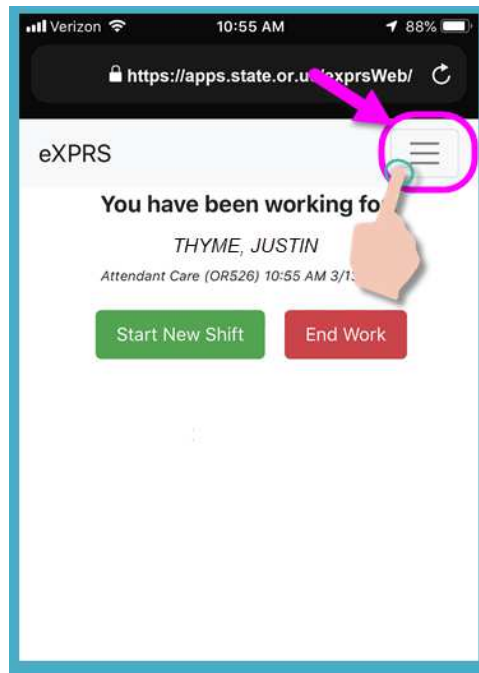 Verizon 10:55 AM 88%
https://apps.state.or.us/exprsWeb/
eXPRS
You have been working fo
THYME, JUSTIN
Attendant Care (OR526) 10:55 AM 3/1
Start New Shift End Work